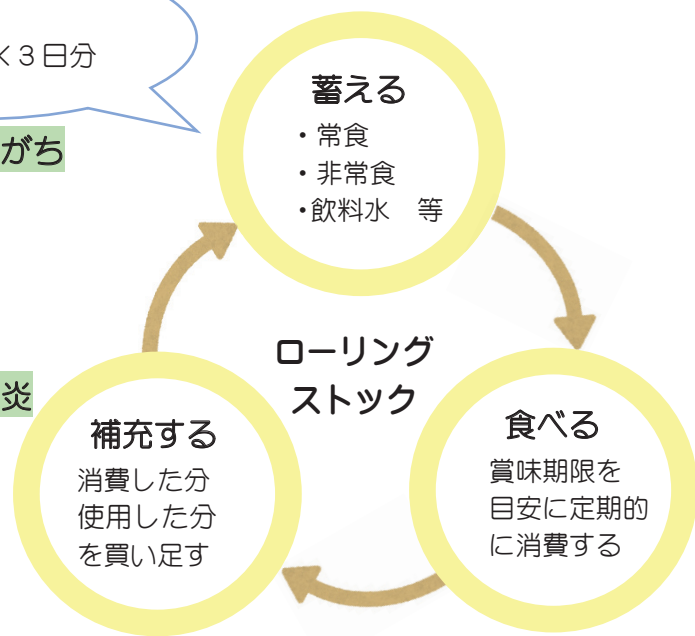 ×3日分
がち
炎
蓄える
・常食
・非常食
・飲料水　等
ローリング
ストック
補充する
消費した分
使用した分
を買い足す
食べる
賞味期限を
目安に定期的
に消費する